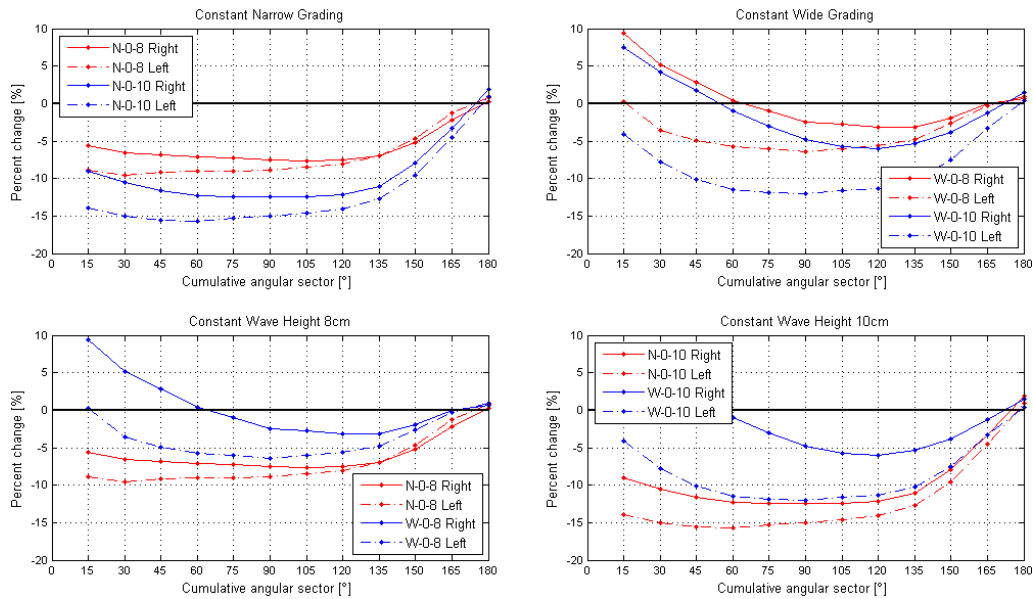 Constant Narrow Grading
Percent change [%]
10
5
0
-5
-10
-15
-20
N-0-8 Right
N-0-8 Left
N-0-10 Right
N-0-10 Left
0 15 30 45 60 75 90 105 120 135 150 165 180
Cumulative angular sector [°]
Constant Wide Grading
Percent change [%]
10
5
0
-5
-10
-15
-20
W-0-8 Right
W-0-8 Left
W-0-10 Right
W-0-10 Left
0 15 30 45 60 75 90 105 120 135 150 165 180
Cumulative angular sector [°]
Constant Wave Height 8cm
Percent change [%]
10
5
0
-5
-10
-15
-20
N-0-8 Right
N-0-8 Left
W-0-8 Right
W-0-8 Left
0 15 30 45 60 75 90 105 120 135 150 165 180
Cumulative angular sector [°]
Constant Wave Height 10cm
Percent change [%]
10
5
0
-5
-10
-15
-20
N-0-10 Right
N-0-10 Left
W-0-10 Right
W-0-10 Left
0 15 30 45 60 75 90 105 120 135 150 165 180
Cumulative angular sector [°]